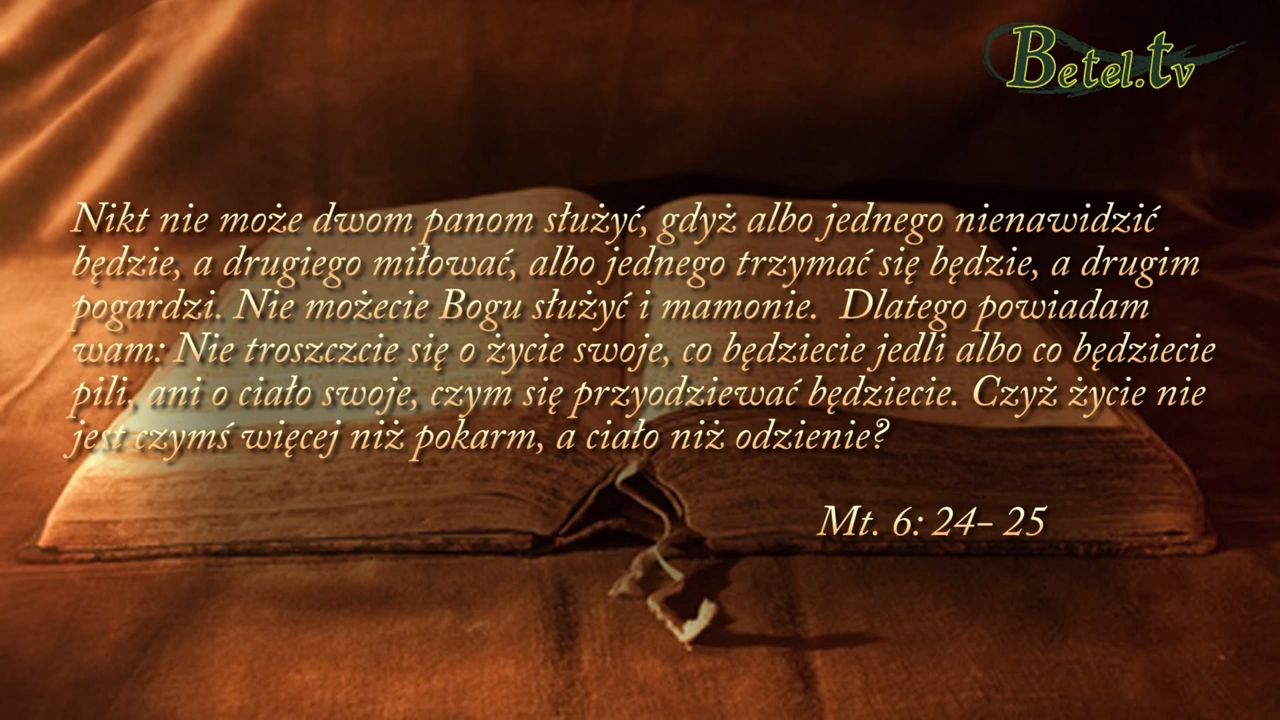 Betel.tv
Nikt nie może dwom panom służyć, gdyż albo jednego nienawidzić
będzie, a drugiego miłować, albo jednego trzymać się będzie, a drugim
pogardzi. Nie możecie Bogu służyć i mamonie. Dlatego powiadam
wam: Nie troszczcie się o życie swoje, co będziecie jedli albo co będziecie
pili, ani o ciało swoje, czym się przyodziewać będziecie. Czyż życie nie
jest czymś więcej niż pokarm, a ciało niż odzienie?
Mt. 6: 24– 25